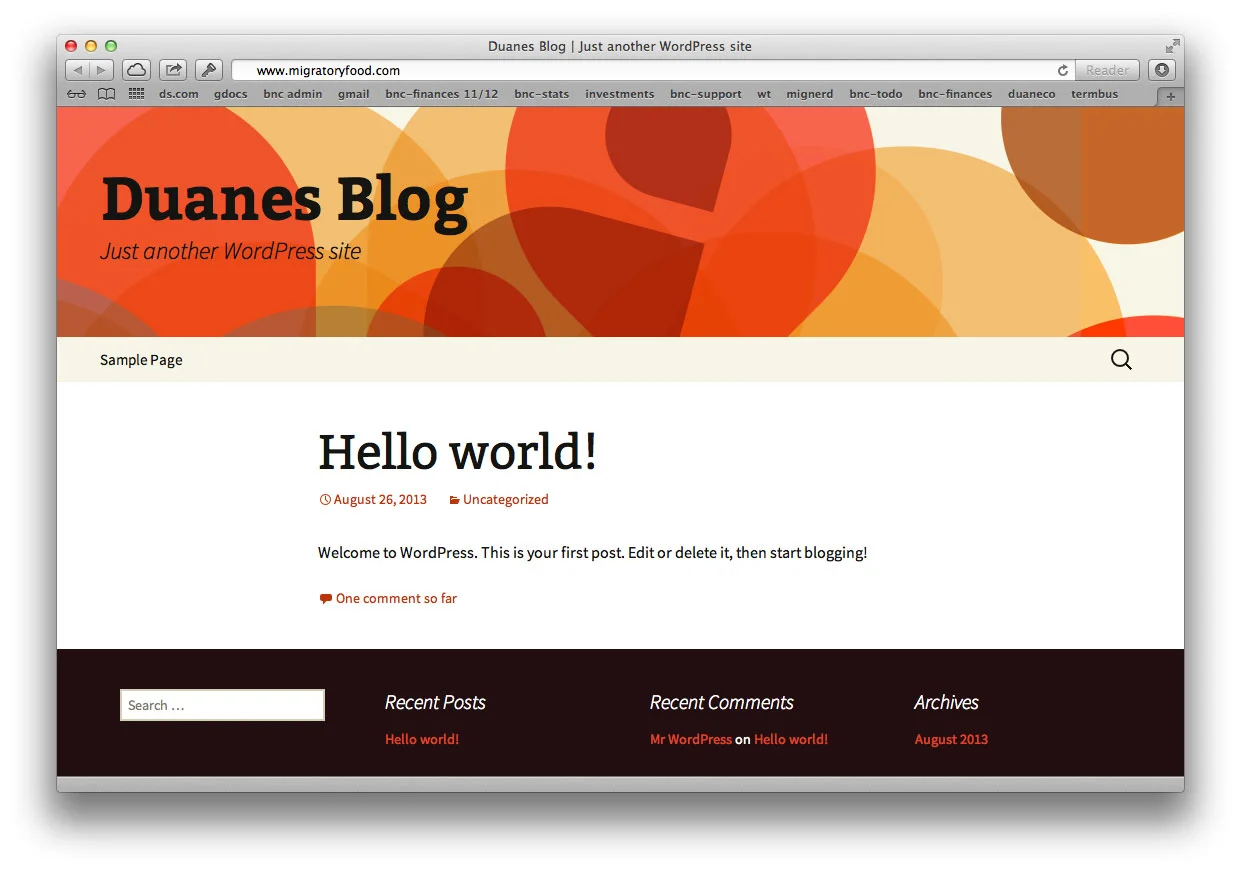 Duanes Blog | Just another WordPress site
www.migratoryfood.com
Reader
ds.com gdocs bnc admin gmail bnc-finances 11/12 bnc-stats investments bnc-support wt mignerd bnc-todo bnc-finances duaneco termbus
Duanes Blog
Just another WordPress site
Sample Page
Hello world!
August 26, 2013 Uncategorized
Welcome to WordPress. This is your first post. Edit or delete it, then start blogging!
One comment so far
Search …
Recent Posts
Hello world!
Recent Comments
Mr WordPress on Hello world!
Archives
August 2013